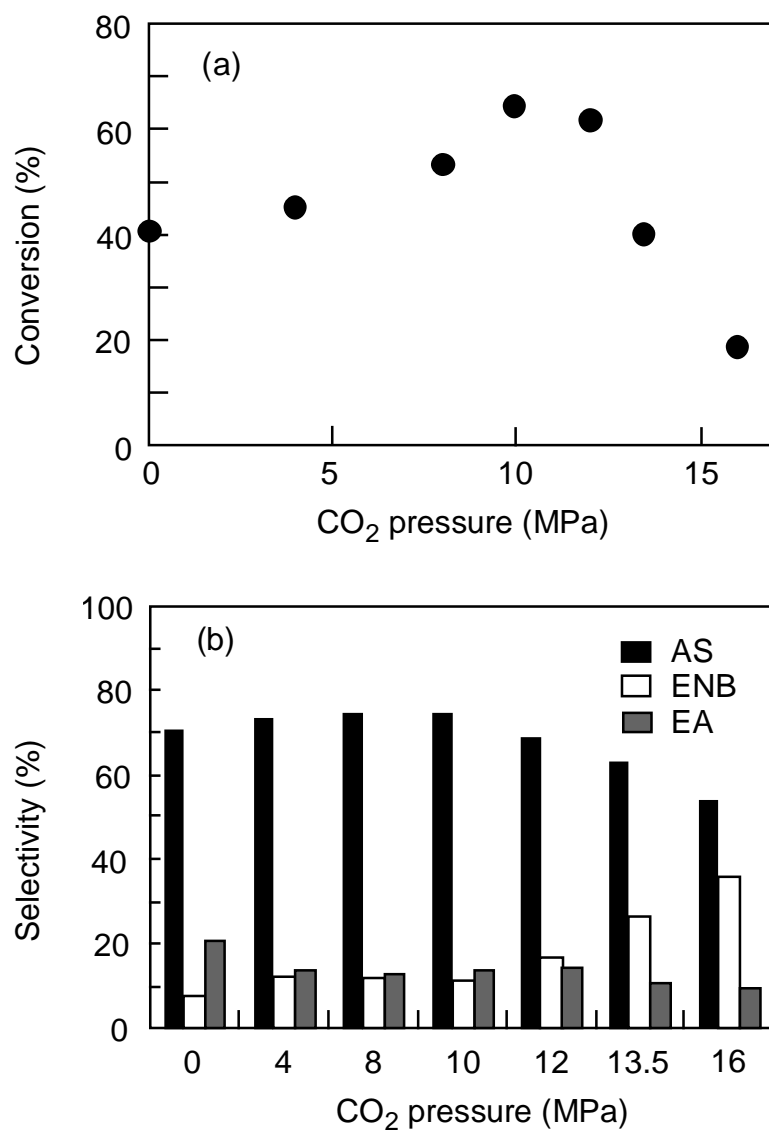 80
(a)
60
40
20
0
Conversion (%)
0 5 10 15
CO2 pressure (MPa)
100
(b)
AS
ENB
EA
80
60
40
20
0
Selectivity (%)
0 4 8 10 12 13.5 16
CO2 pressure (MPa)